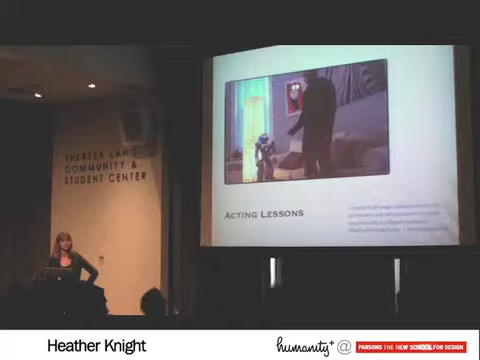 THERESA LANG
COMMUNITY &
STUDENT CENTER
ACTING LESSONS
Heather Knight
humanity+ @ PARSONS THE NEW SCHOOL FOR DESIGN